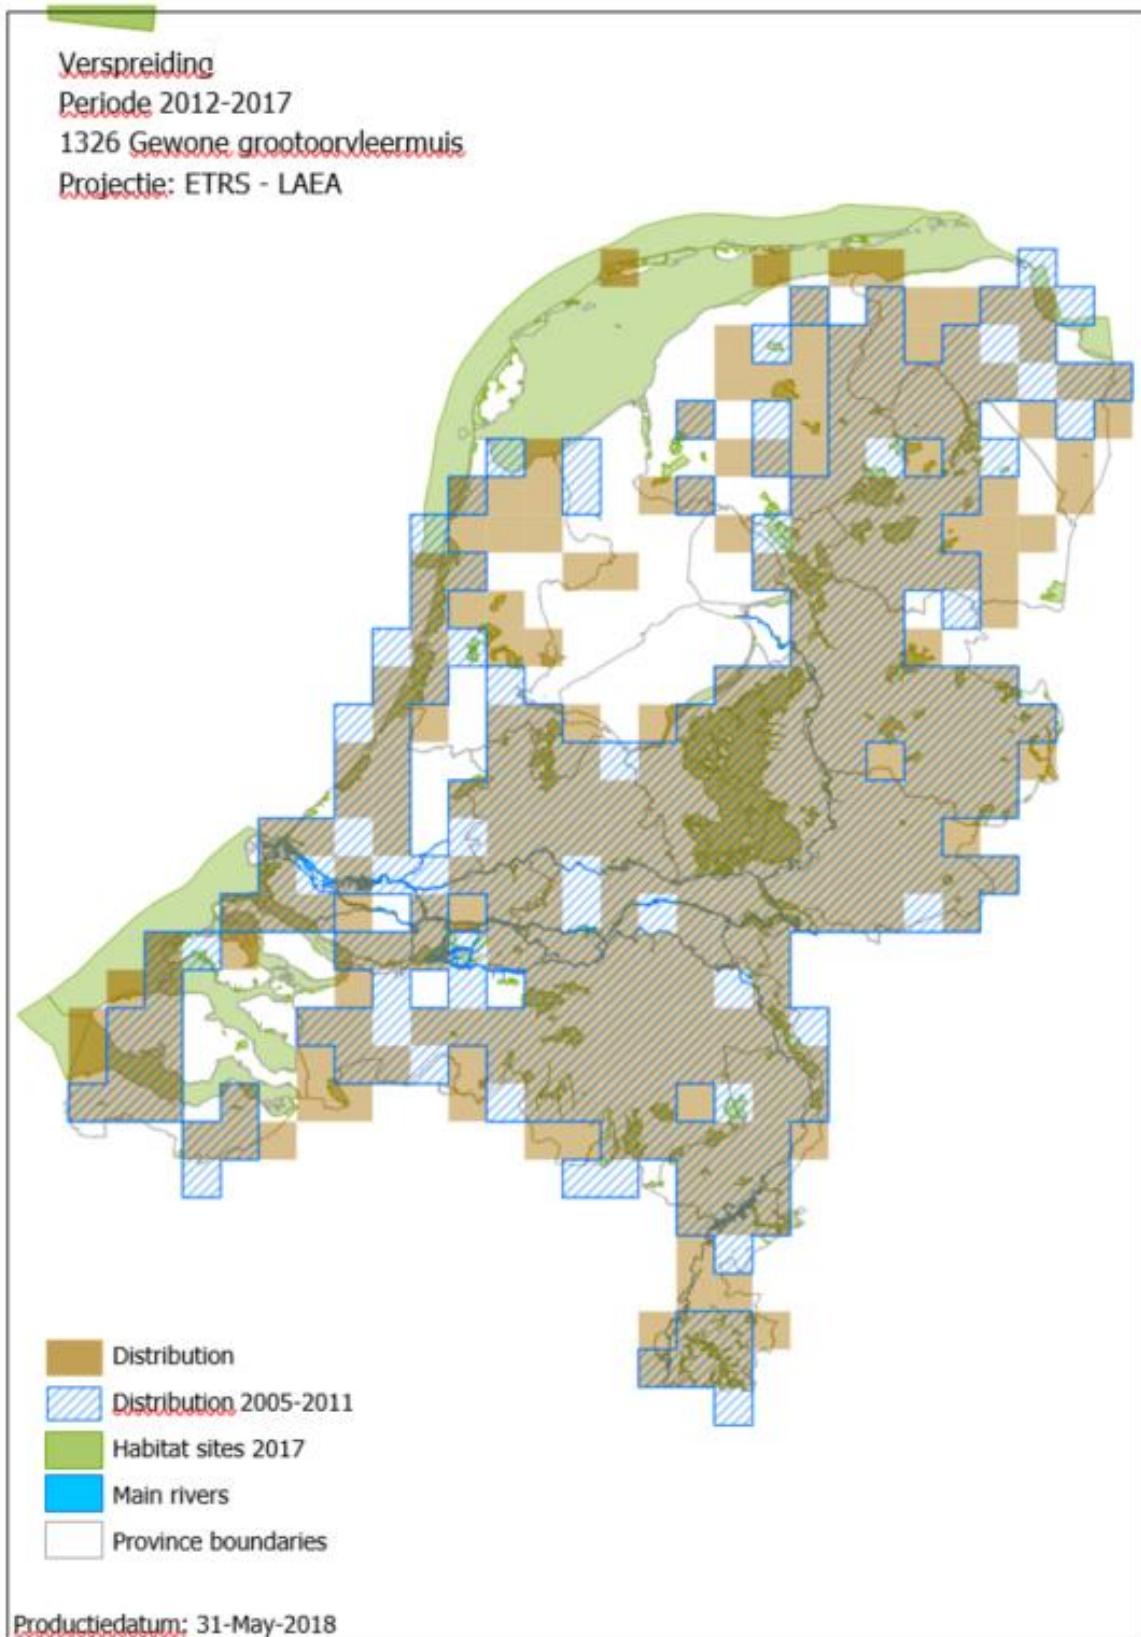 Verspreiding
Periode 2012-2017
1326 Gewone grootoorvleermuis
Projectie: ETRS - LAEA
Distribution
Distribution 2005-2011
Habitat sites 2017
Main rivers
Province boundaries
Productiedatum: 31-May-2018